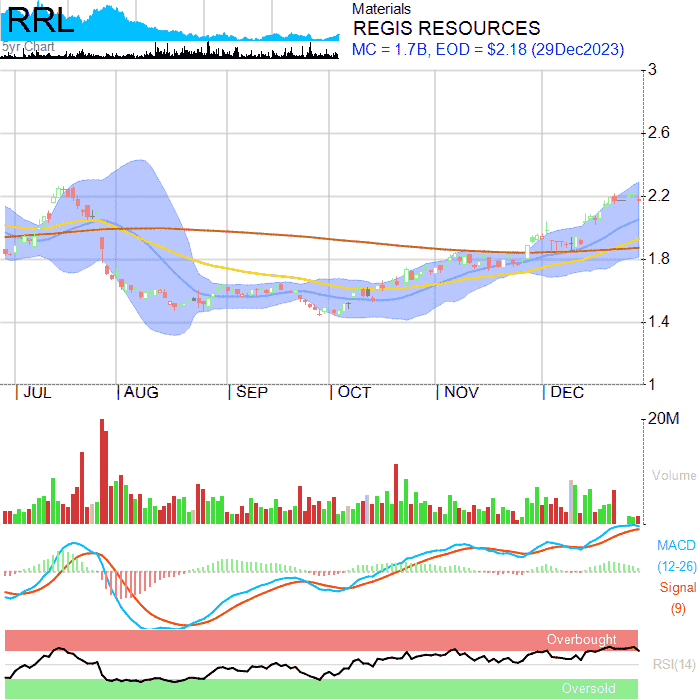 RRL
5yr Chart
Materials
REGIS RESOURCES
MC = 1.7B, EOD = $2.18 (29Dec2023)
3
2.6
2.2
1.8
1.4
1
JUL AUG SEP OCT NOV DEC
20M
Volume
MACD
(12-26)
Signal
(9)
Overbought
RSI(14)
Oversold